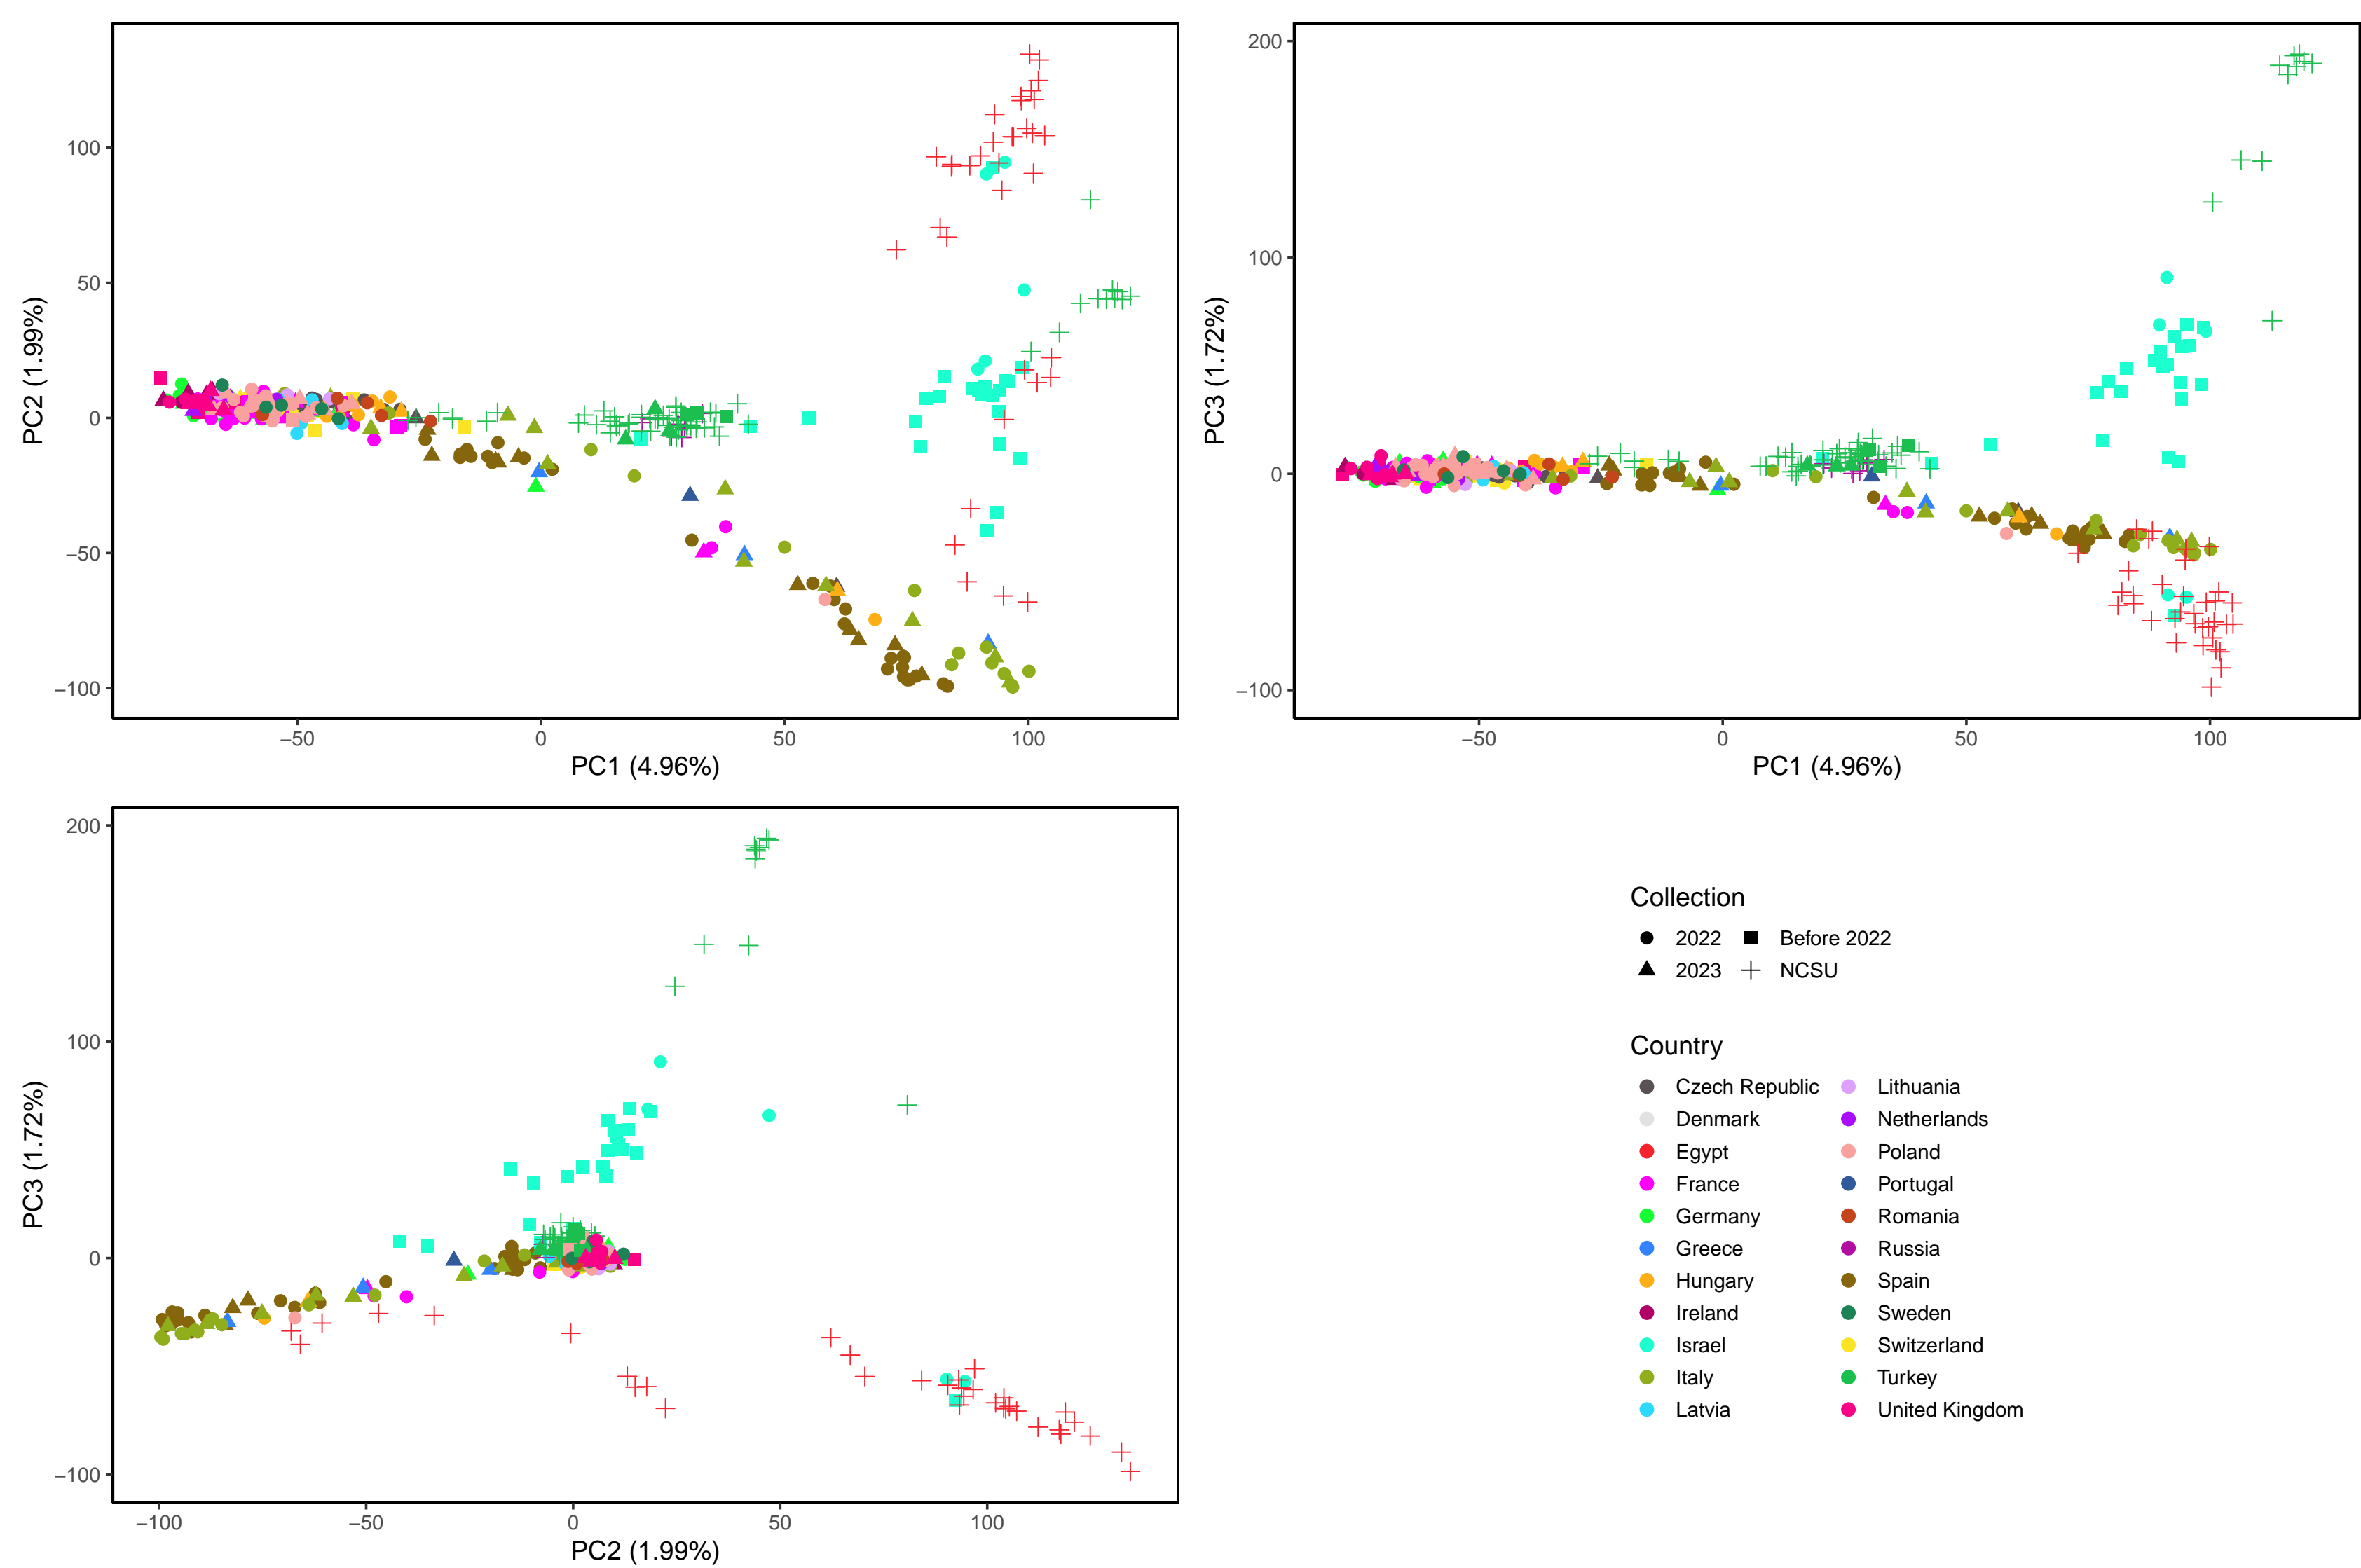 100
50
0
−50
−100
PC2 (1.99%)
−50
0
50
100
PC1 (4.96%)
200
100
0
−100
PC3 (1.72%)
−50
0
50
100
PC1 (4.96%)
200
100
0
−100
PC3 (1.72%)
−100
−50
0
50
100
PC2 (1.99%)
Collection
2022
Before 2022
2023
NCSU
Country
Czech Republic
Denmark
Egypt
France
Germany
Greece
Hungary
Ireland
Israel
Italy
Latvia
Lithuania
Netherlands
Poland
Portugal
Romania
Russia
Spain
Sweden
Switzerland
Turkey
United Kingdom